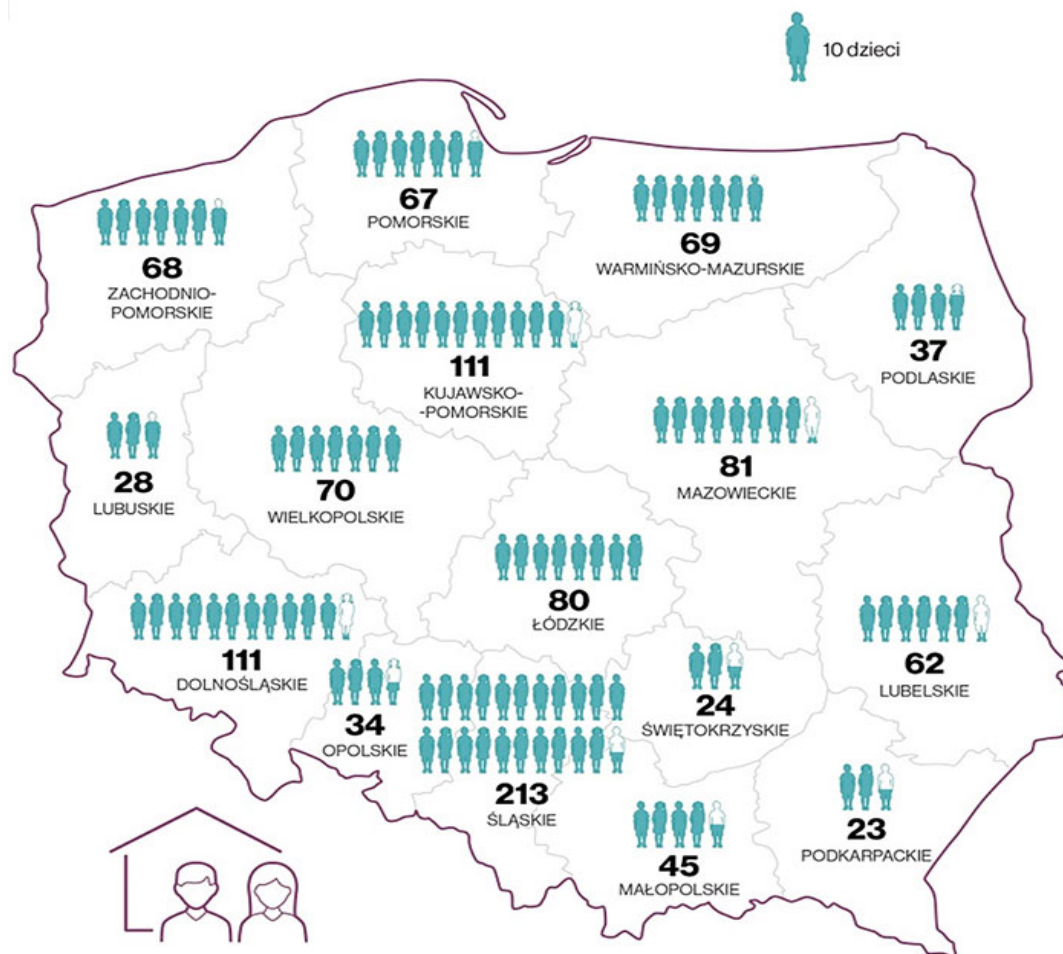 10 dzieci
67
POMORSKIE
69
WARMIŃSKO-MAZURSKIE
68
ZACHODNIO-
POMORSKIE
37
PODLASKIE
111
KUJAWSKO-
-POMORSKIE
81
MAZOWIECKIE
28
LUBUSKIE
70
WIELKOPOLSKIE
80
ŁÓDZKIE
111
DOLNOŚLĄSKIE
62
LUBELSKIE
34
OPOLSKIE
24
ŚWIĘTOKRZYSKIE
213
ŚLĄSKIE
45
MAŁOPOLSKIE
23
PODKARPACKIE